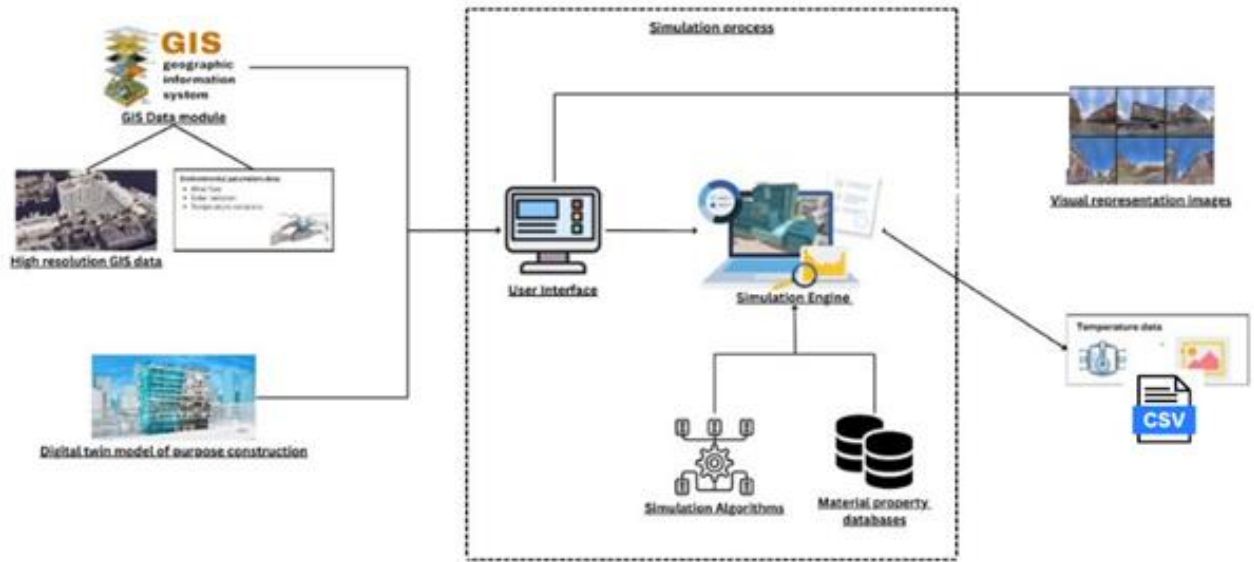 Simulation process
GIS
geographic
information
system
GIS Data module
Environmental parameters data:
Solar radiation
High resolution GIS data
User Interface
Simulation Engine
Visual representation images
Temperature data
CSV
Digital twin model of purpose construction
Simulation Algorithms
Material property
databases